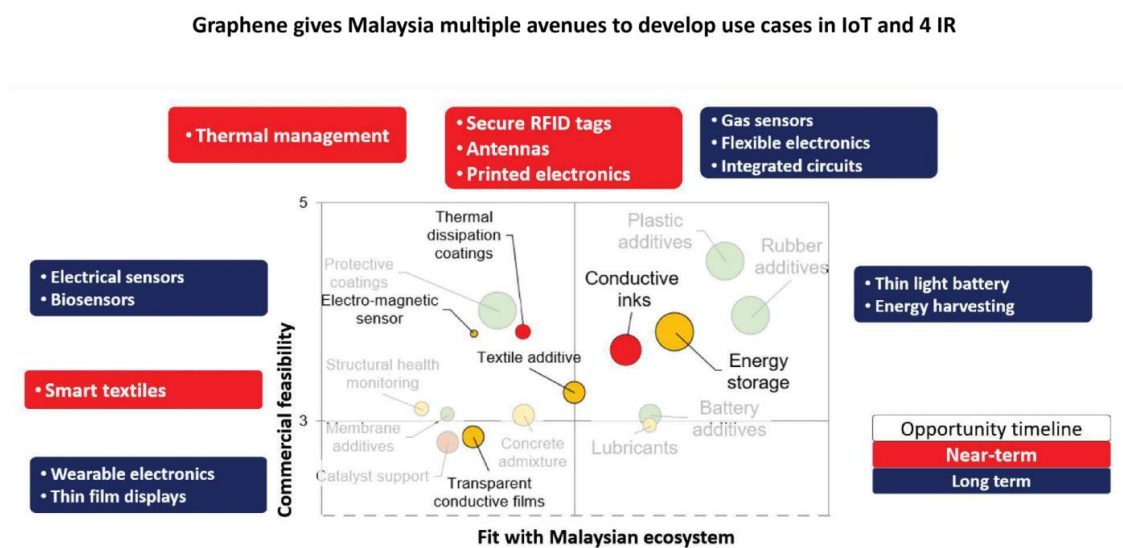 Graphene gives Malaysia multiple avenues to develop use cases in IoT and 4 IR
• Thermal management
• Secure RFID tags
• Antennas
• Printed electronics
• Gas sensors
• Flexible electronics
• Integrated circuits
• Electrical sensors
• Biosensors
• Smart textiles
• Wearable electronics
• Thin film displays
Commercial feasibility
5
3
Thermal
dissipation
coatings
Protective
coatings
Electro-magnetic
sensor
Structural health
monitoring
Membrane
additives
Catalyst support
Transparent
conductive films
Concrete
admixture
Textile additive
Conductive
inks
Plastic
additives
Rubber
additives
Energy
storage
Battery
additives
Lubricants
Fit with Malaysian ecosystem
• Thin light battery
• Energy harvesting
Opportunity timeline
Near-term
Long term